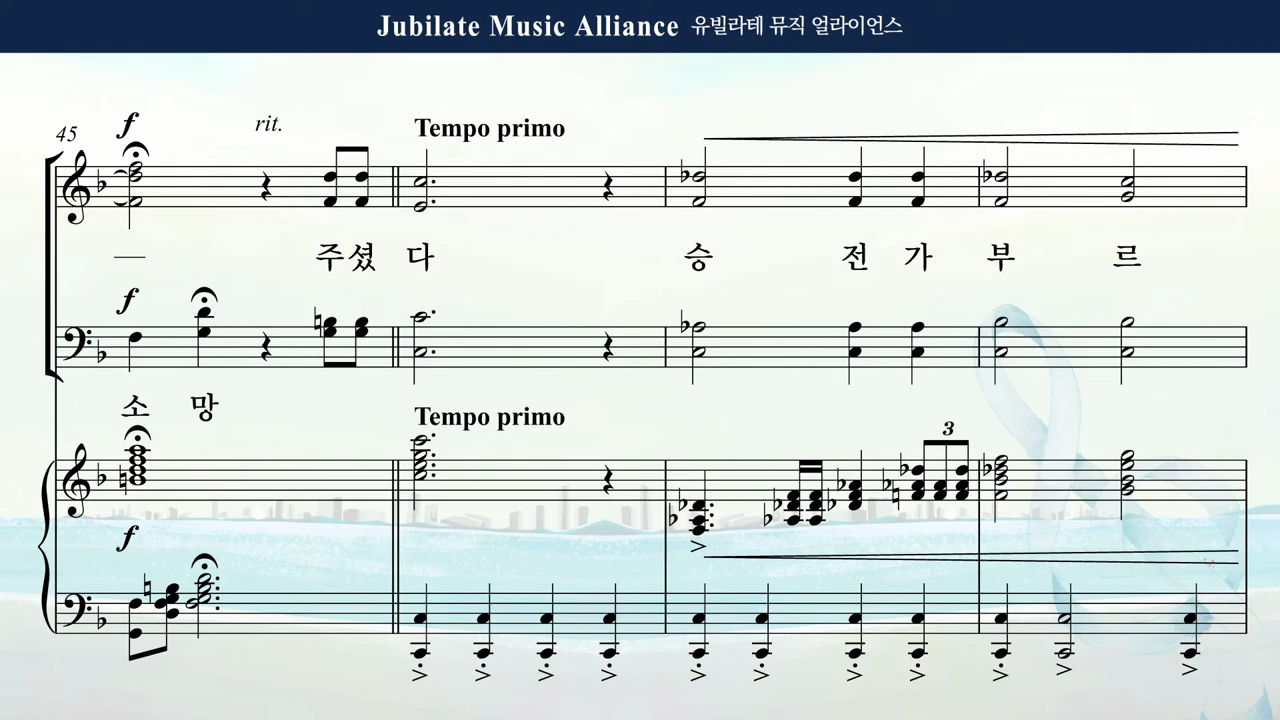 Jubilate Music Alliance 유빌라테 뮤직 얼라이언스
45 f rit. Tempo primo
주셨 다 승 전 가 부 르
f
소 망
Tempo primo
3
f